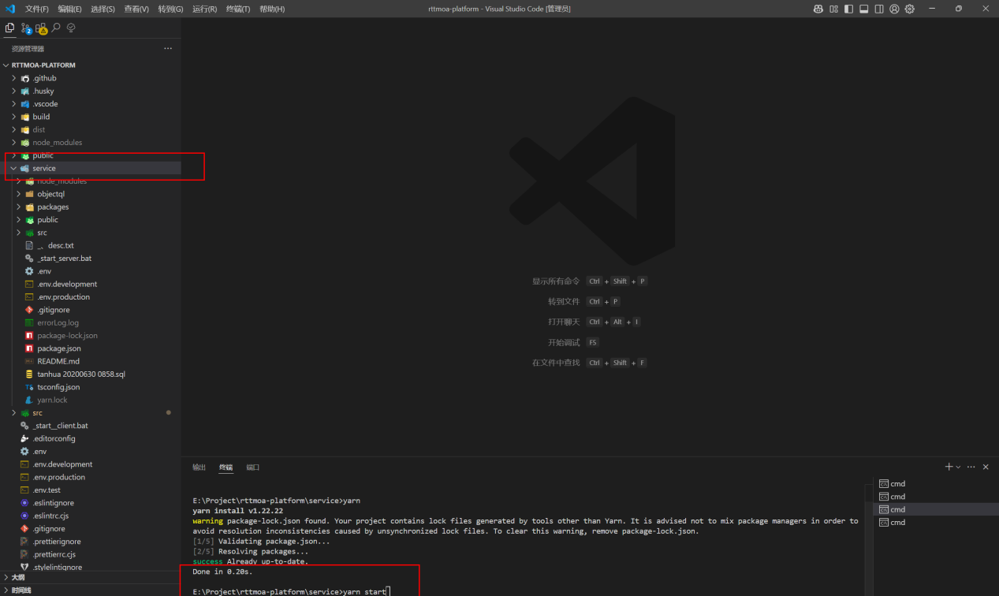 文件(F) 编辑(E) 选择(S) 查看(V) 转到(G) 运行(R) 终端(T) 帮助(H) rttmoa-platform - Visual Studio Code [管理员]
2
资源管理器 ...
RTTMOA-PLATFORM
.github
.husky
.vscode
build
dist
node_modules
public
service
node_modules
objectql
packages
public
src
_、desc.txt
_start_server.bat
.env
.env.development
.env.production
.gitignore
errorLog.log
package-lock.json
package.json
README.md
tanhua 20200630 0858.sql
tsconfig.json
yarn.lock
src
_start__client.bat
.editorconfig
.env
.env.development
.env.production
.env.test
.eslintignore
.eslintrc.cjs
.gitignore
.prettierignore
.prettierrc.cjs
.stylelintignore
大纲
时间线
显示所有命令 Ctrl + Shift + P
转到文件 Ctrl + P
打开聊天 Ctrl + Alt + I
开始调试 F5
在文件中查找 Ctrl + Shift + F
输出 终端 端口
E:\Project\rttmoa-platform\service>yarn
yarn install v1.22.22
warning package-lock.json found. Your project contains lock files generated by tools other than Yarn. It is advised not to mix package managers in order to
avoid resolution inconsistencies caused by unsynchronized lock files. To clear this warning, remove package-lock.json.
[1/5] Validating package.json...
[2/5] Resolving packages...
success Already up-to-date.
Done in 0.20s.
E:\Project\rttmoa-platform\service>yarn start
cmd
cmd
cmd
cmd